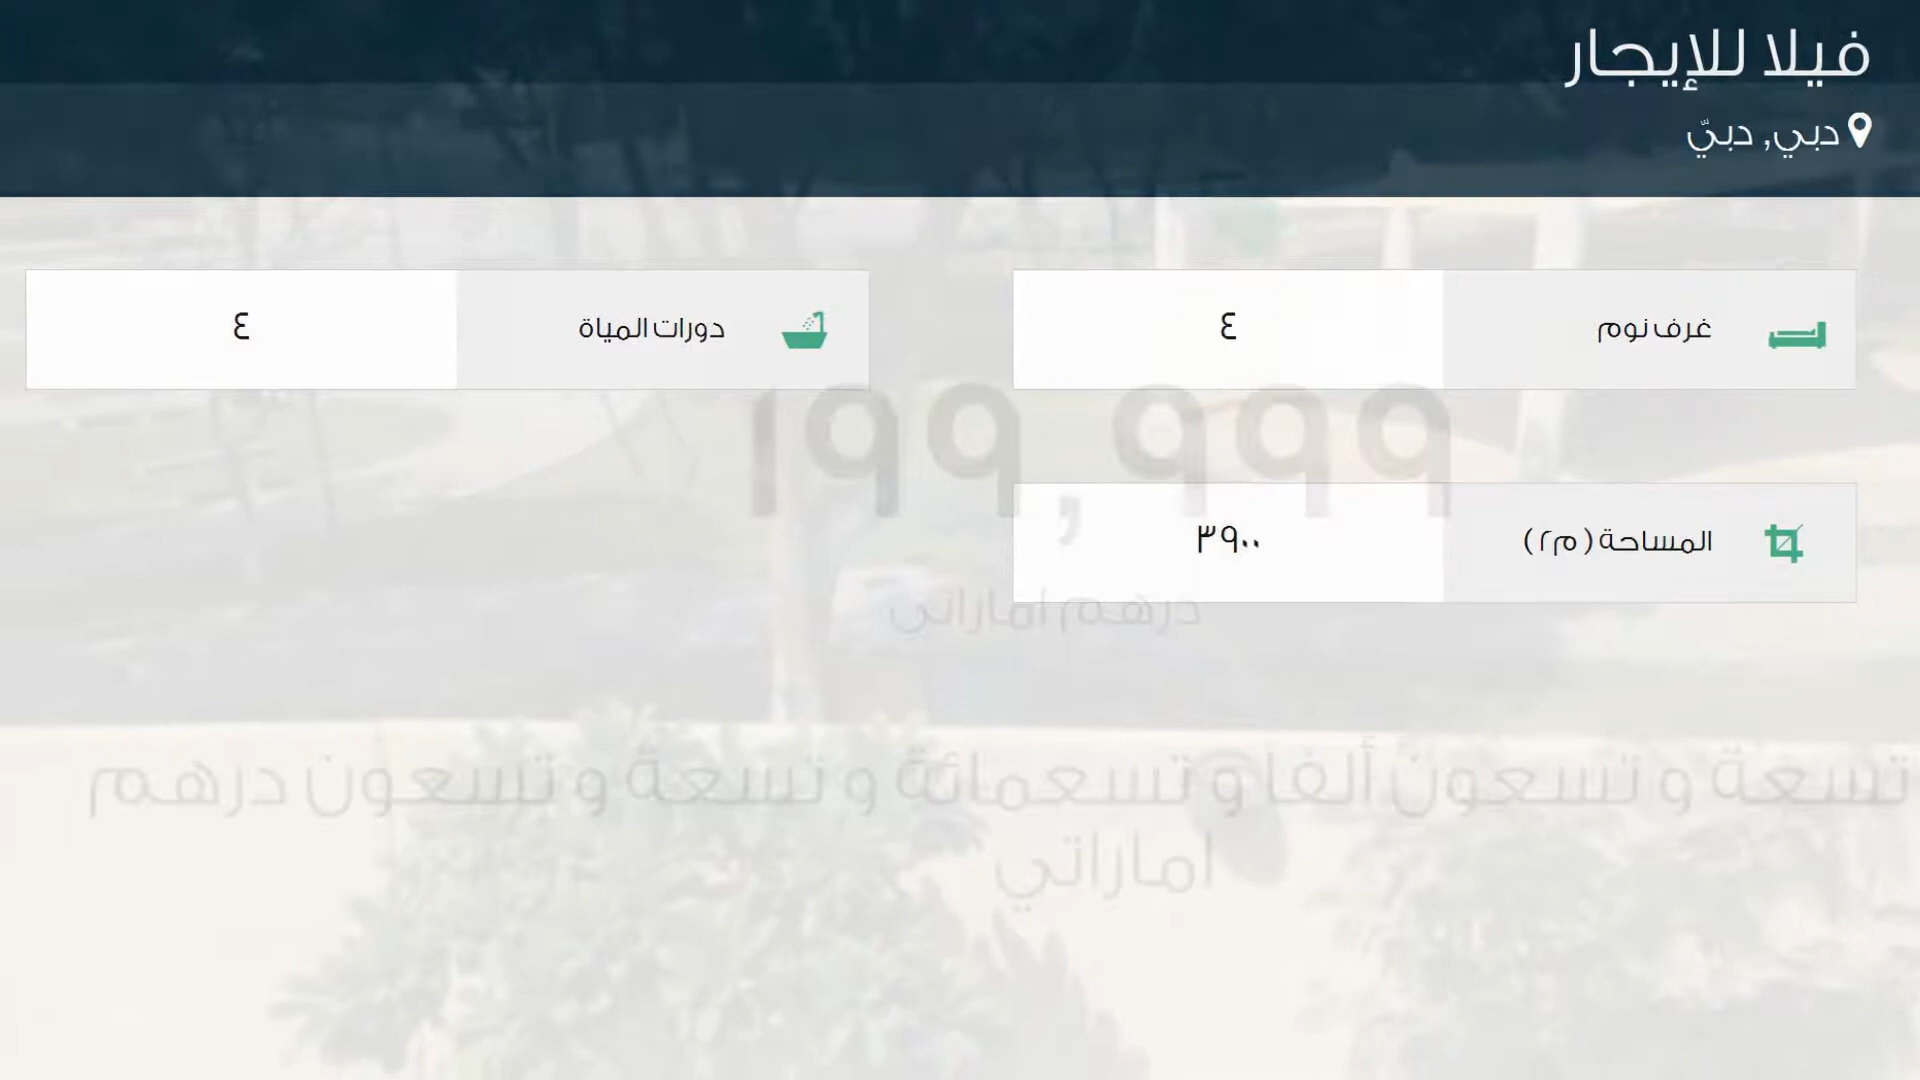 فيلا للإيجار
دبي, دبيّ
غرف نوم ٤
دورات المياة ٤
١٩٩,٩٩٩
المساحة (م٢) ٣٩٠٠
درهم اماراتي
تسعة و تسعون ألفا و تسعمائة و تسعة و تسعون درهم
اماراتي